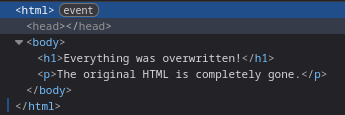 <html> event
<head></head>
<body>
<h1>Everything was overwritten!</h1>
<p>The original HTML is completely gone.</p>
</body>
</html>